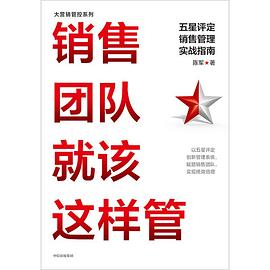 大营销管控系列
销售
团队
就该
这样管
五星评定
销售管理
实战指南
陈军★著
以五星评定
创新管理系统,
赋能销售团队,
实现绩效倍增
中信出版集团